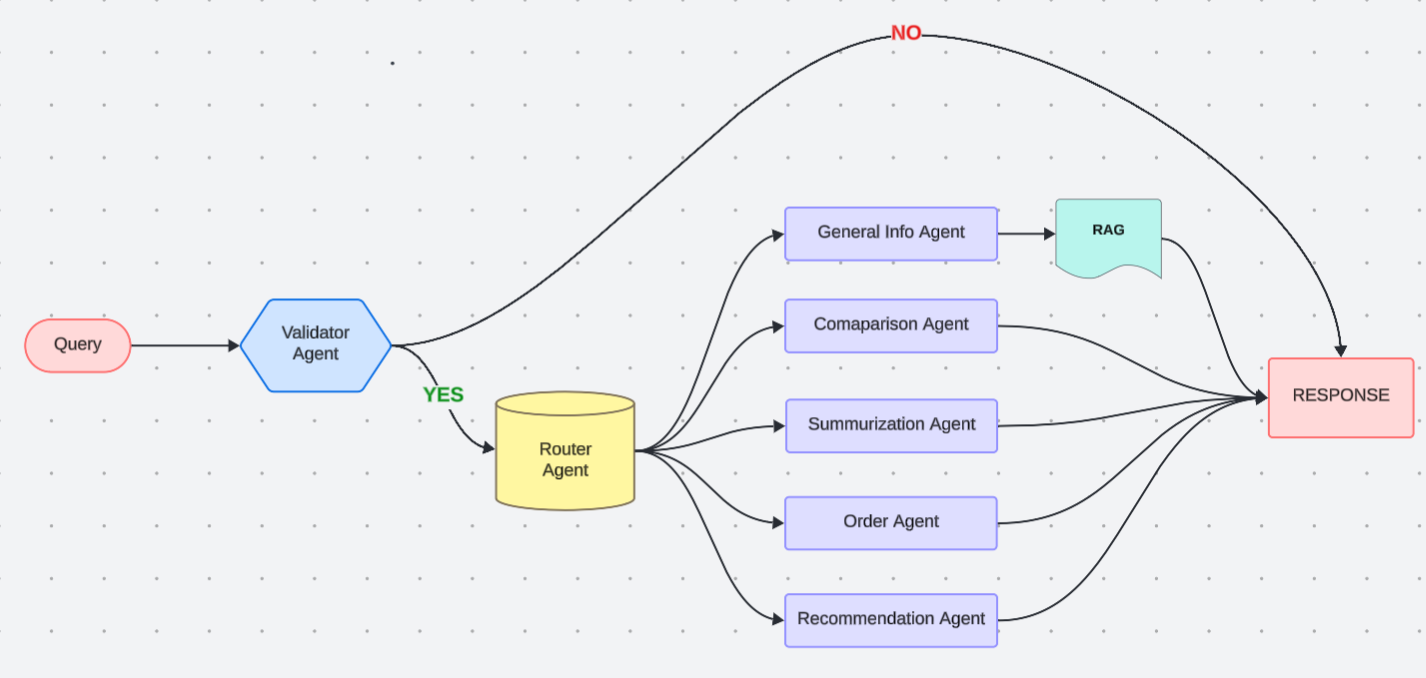 NO
General Info Agent
RAG
Query
Validator
Agent
Comaparison Agent
YES
RESPONSE
Router
Agent
Summurization Agent
Order Agent
Recommendation Agent